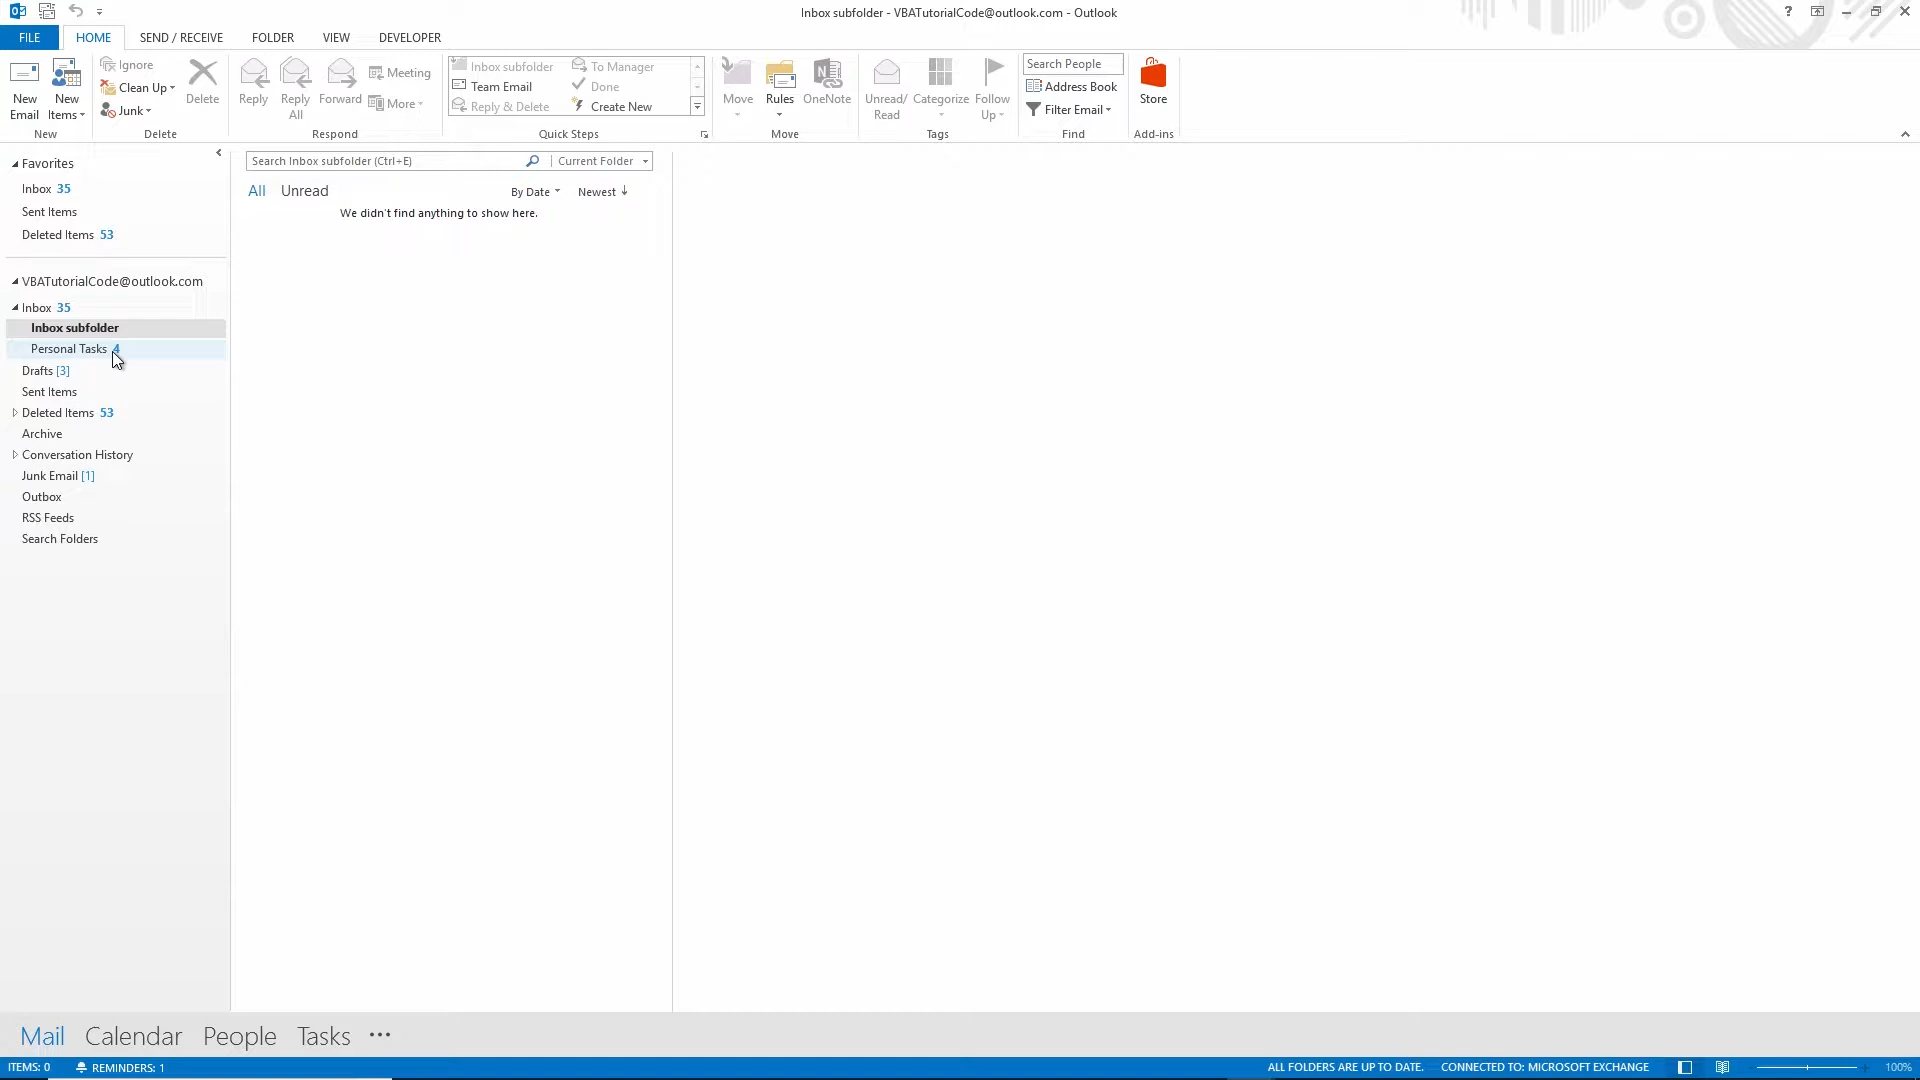 Inbox subfolder - VBATutorialCode@outlook.com - Outlook
FILE
HOME
SEND / RECEIVE
FOLDER
VIEW
DEVELOPER
New Email
New Items
New
Ignore
Clean Up
Junk
Delete
Delete
Reply
Reply All
Forward
Meeting
More
Respond
Inbox subfolder
Team Email
Reply & Delete
To Manager
Done
Create New
Quick Steps
Move
Rules
OneNote
Move
Unread/ Read
Categorize
Follow Up
Tags
Search People
Address Book
Filter Email
Find
Store
Add-ins
Favorites
Inbox 35
Sent Items
Deleted Items 53
VBATutorialCode@outlook.com
Inbox 35
Inbox subfolder
Personal Tasks 4
Drafts [3]
Sent Items
Deleted Items 53
Archive
Conversation History
Junk Email [1]
Outbox
RSS Feeds
Search Folders
Search Inbox subfolder (Ctrl+E)
Current Folder
All Unread
By Date
Newest
We didn't find anything to show here.
Mail Calendar People Tasks ···
ITEMS: 0
REMINDERS: 1
ALL FOLDERS ARE UP TO DATE.
CONNECTED TO: MICROSOFT EXCHANGE
100%